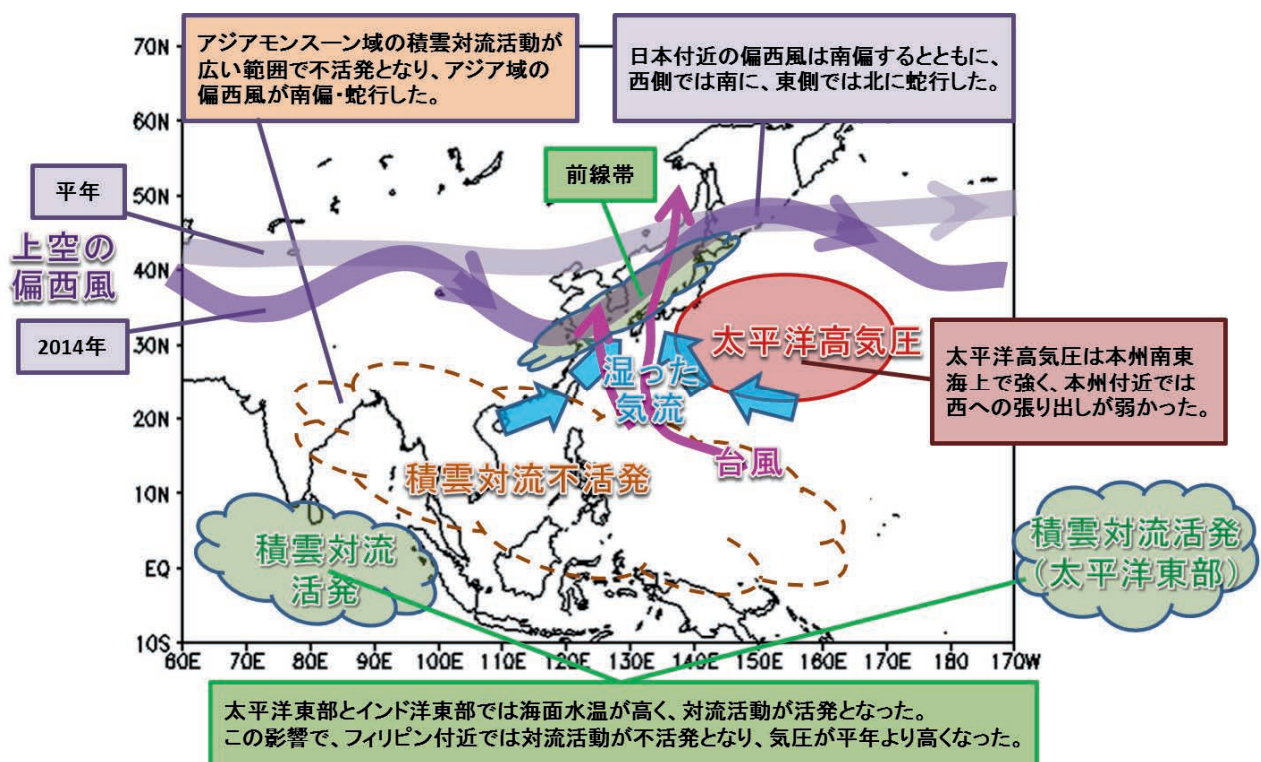 アジアモンスーン域の積雲対流活動が
広い範囲で不活発となり、アジア域の
偏西風が南偏・蛇行した。
日本付近の偏西風は南偏するとともに、
西側では南に、東側では北に蛇行した。
70N
60N
50N
40N
30N
20N
10N
EQ
10S
平年
上空の
偏西風
2014年
前線帯
太平洋高気圧
太平洋高気圧は本州南東
海上で強く、本州付近では
西への張り出しが弱かった。
湿った
気流
台風
積雲対流不活発
積雲対流
活発
積雲対流活発
(太平洋東部)
60E 70E 80E 90E 100E 110E 120E 130E 140E 150E 160E 170E 180 170W
太平洋東部とインド洋東部では海面水温が高く、対流活動が活発となった。
この影響で、フィリピン付近では対流活動が不活発となり、気圧が平年より高くなった。